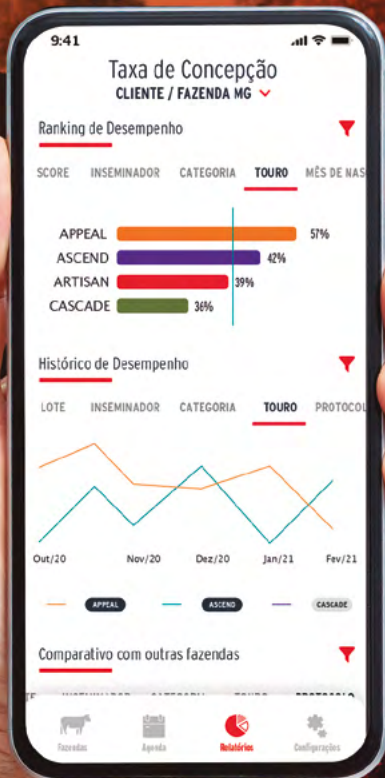 9:41
Taxa de Concepção
CLIENTE / FAZENDA MG
Ranking de Desempenho
SCORE INSEMINADOR CATEGORIA TOURO MÊS DE NAS
APPEAL 57%
ASCEND 42%
ARTISAN 39%
CASCADE 36%
Histórico de Desempenho
LOTE INSEMINADOR CATEGORIA TOURO PROTOCOL
Out/20 Nov/20 Dez/20 Jan/21 Fev/21
APPEAL ASCEND CASCADE
Comparativo com outras fazendas
Fazendas Agenda Relatórios Configurações